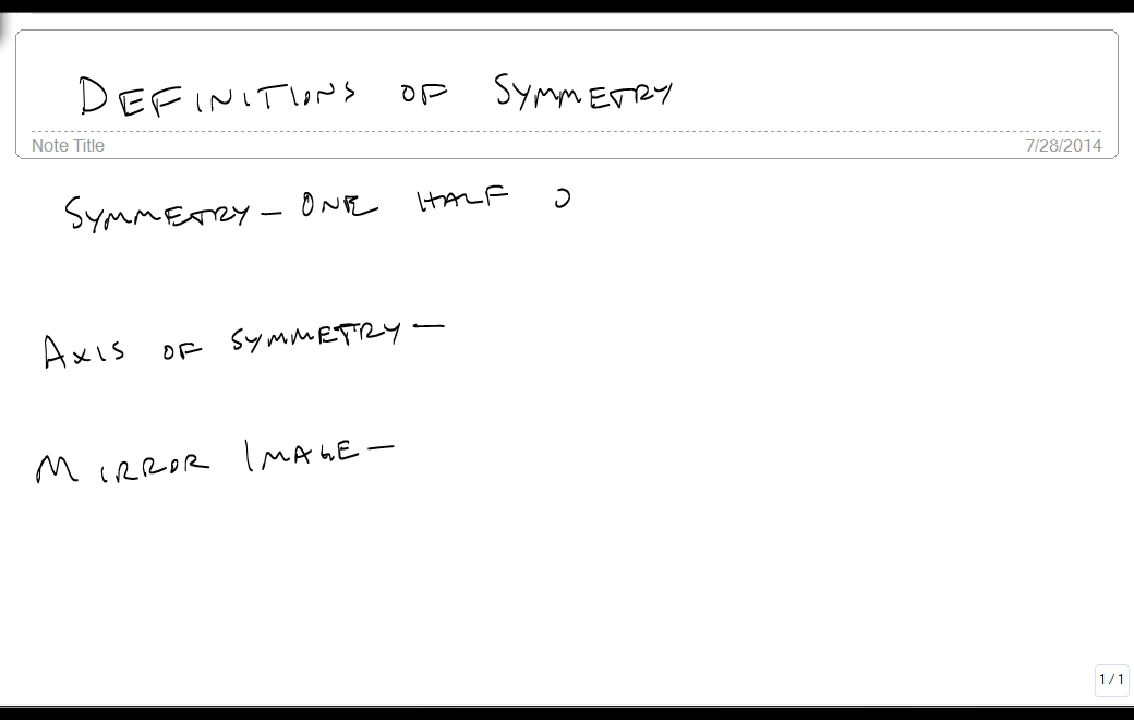 DEFINITIONS OF SYMMETRY
Note Title
7/28/2014
SYMMETRY - ONE HALF O
AXIS OF SYMMETRY -
MIRROR IMAGE -
1 / 1